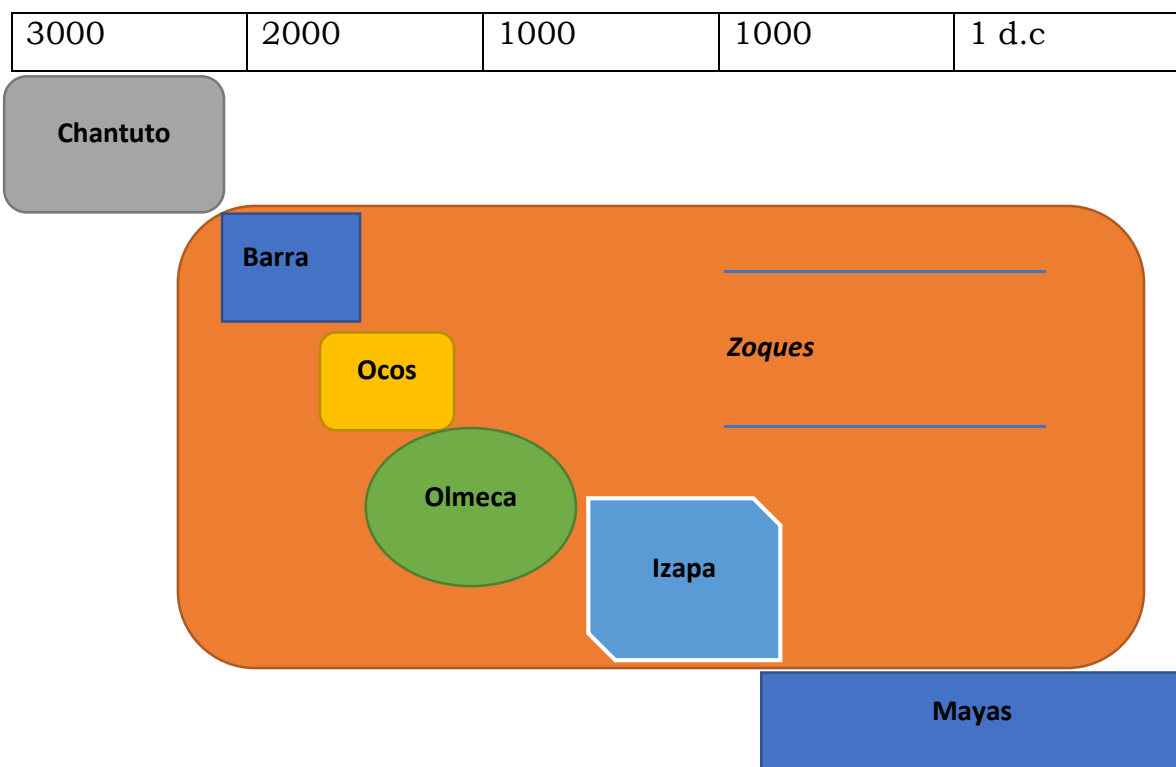 3000 2000 1000 1000 1 d.c
Chantuto
Barra
Zoques
Ocos
Olmeca
Izapa
Mayas